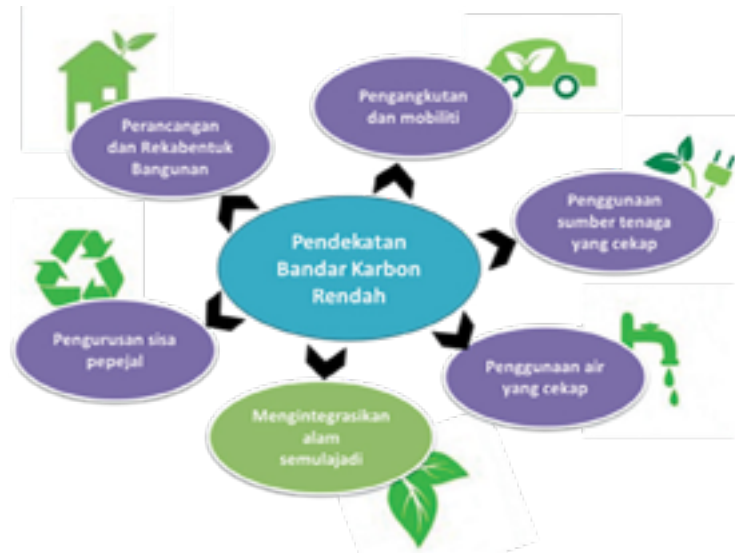 Pendekatan
Bandar Karbon
Rendah
Perancangan
dan Rekabentuk
Bangunan
Pengangkutan
dan mobiliti
Penggunaan
sumber tenaga
yang cekap
Penggunaan air
yang cekap
Mengintegrasikan
alam
semulajadi
Pengurusan sisa
pepejal